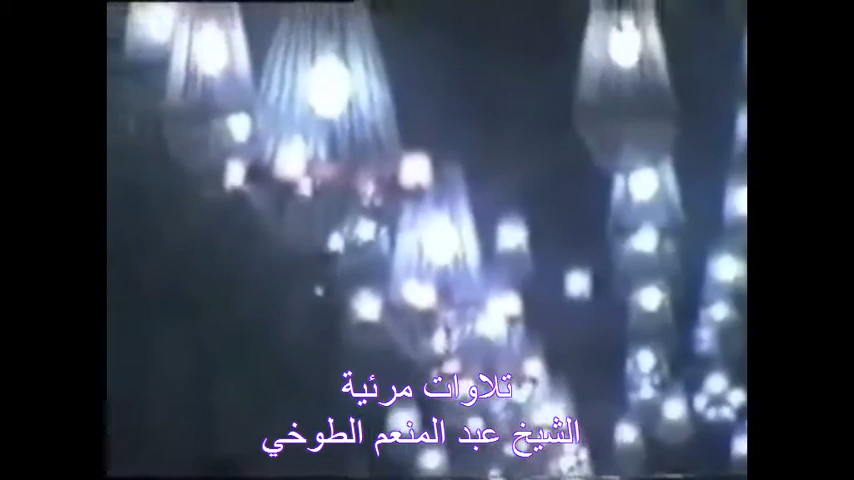 تلاوات مرئية
الشيخ عبد المنعم الطوخي